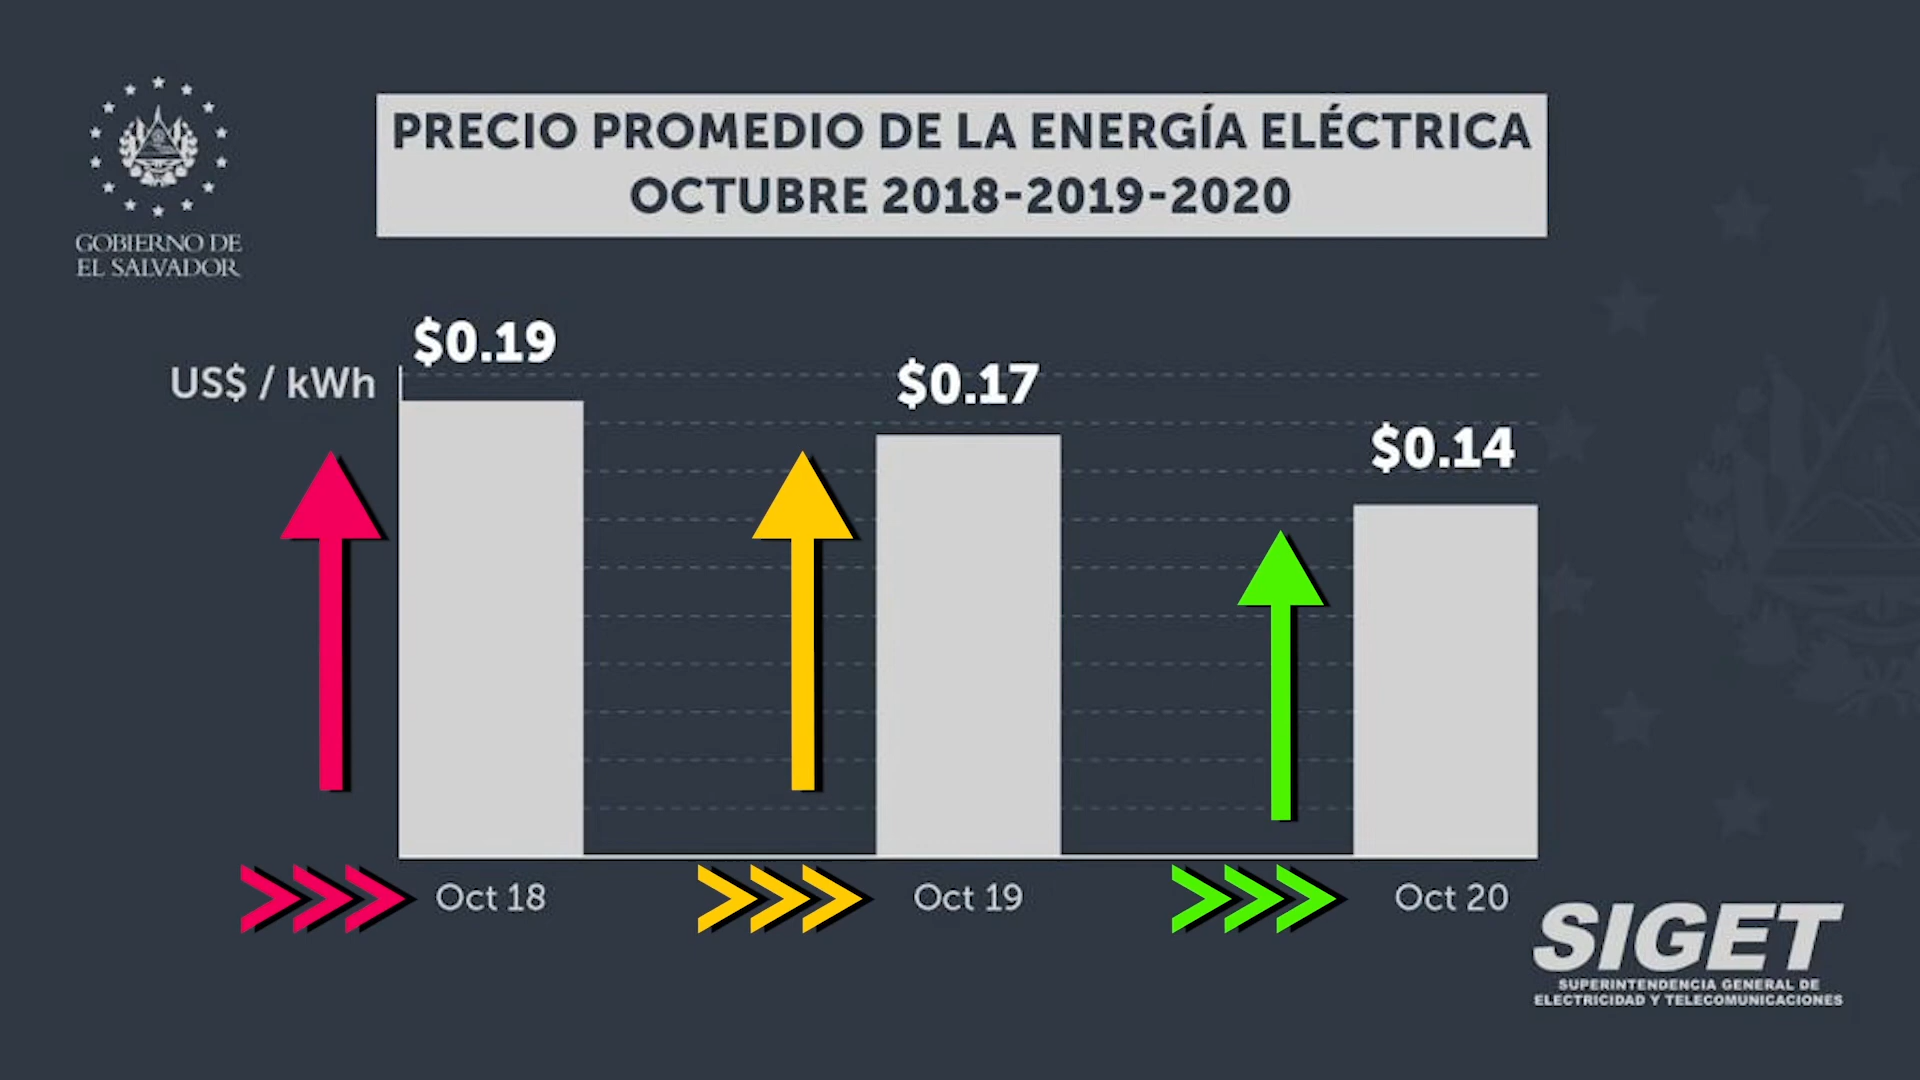 GOBIERNO DE
EL SALVADOR
PRECIO PROMEDIO DE LA ENERGÍA ELÉCTRICA
OCTUBRE 2018-2019-2020
US$ / kWh
$0.19
$0.17
$0.14
Oct 18
Oct 19
Oct 20
SIGET
SUPERINTENDENCIA GENERAL DE
ELECTRICIDAD Y TELECOMUNICACIONES